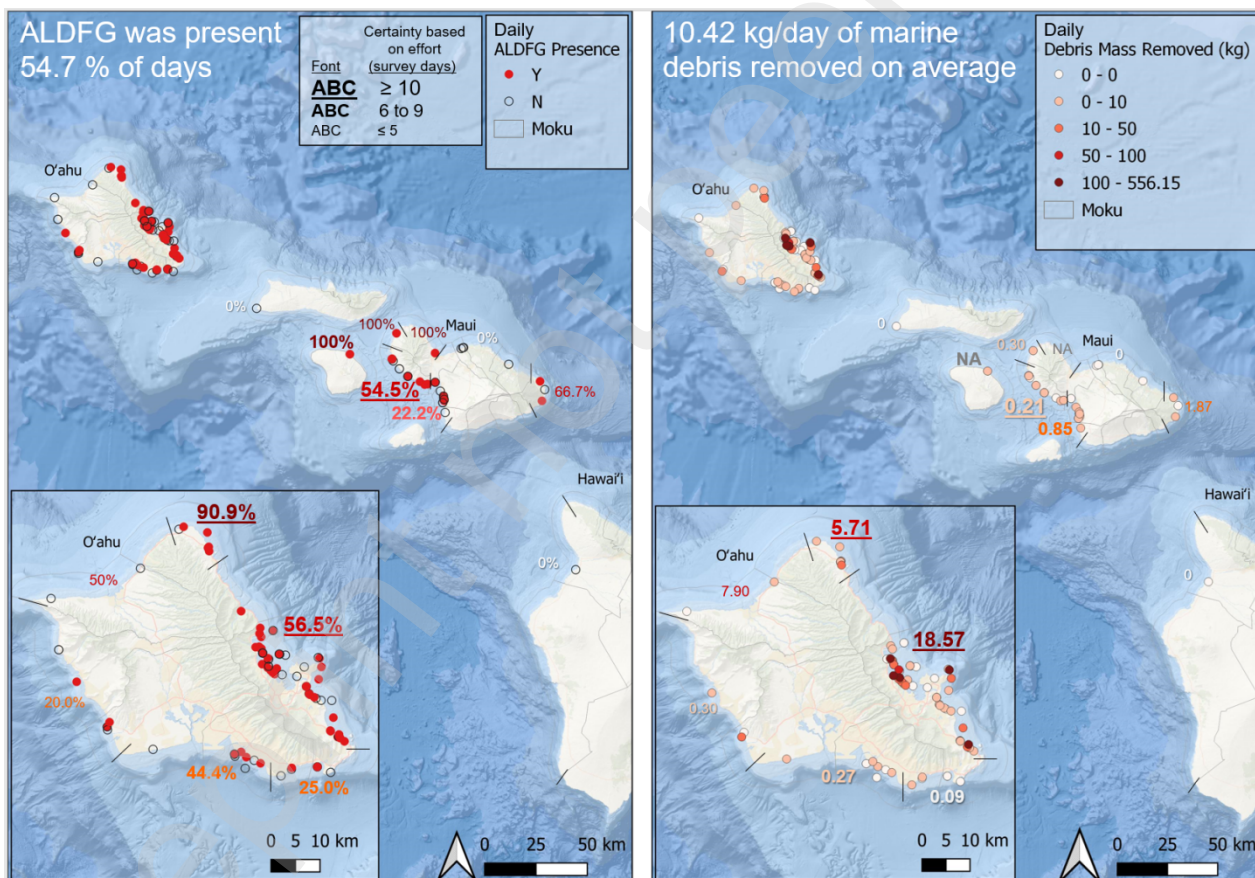 ALDFG was present
54.7 % of days
Certainty based
on effort
Font (survey days)
ABC ≥ 10
ABC 6 to 9
ABC ≤ 5
Daily
ALDFG Presence
Y
N
Moku
Oʻahu
0%
100%
100%
100%
Maui
0%
54.5%
22.2%
66.7%
Hawaiʻi
0%
90.9%
Oʻahu
50%
56.5%
20.0%
44.4%
25.0%
0 5 10 km
0 25 50 km
10.42 kg/day of marine
debris removed on average
Daily
Debris Mass Removed (kg)
0 - 0
0 - 10
10 - 50
50 - 100
100 - 556.15
Moku
Oʻahu
0
0.30
NA
NA
Maui
0
0.21
0.85
1.87
Hawaiʻi
0
5.71
Oʻahu
7.90
18.57
0.30
0.27
0.09
0 5 10 km
0 25 50 km